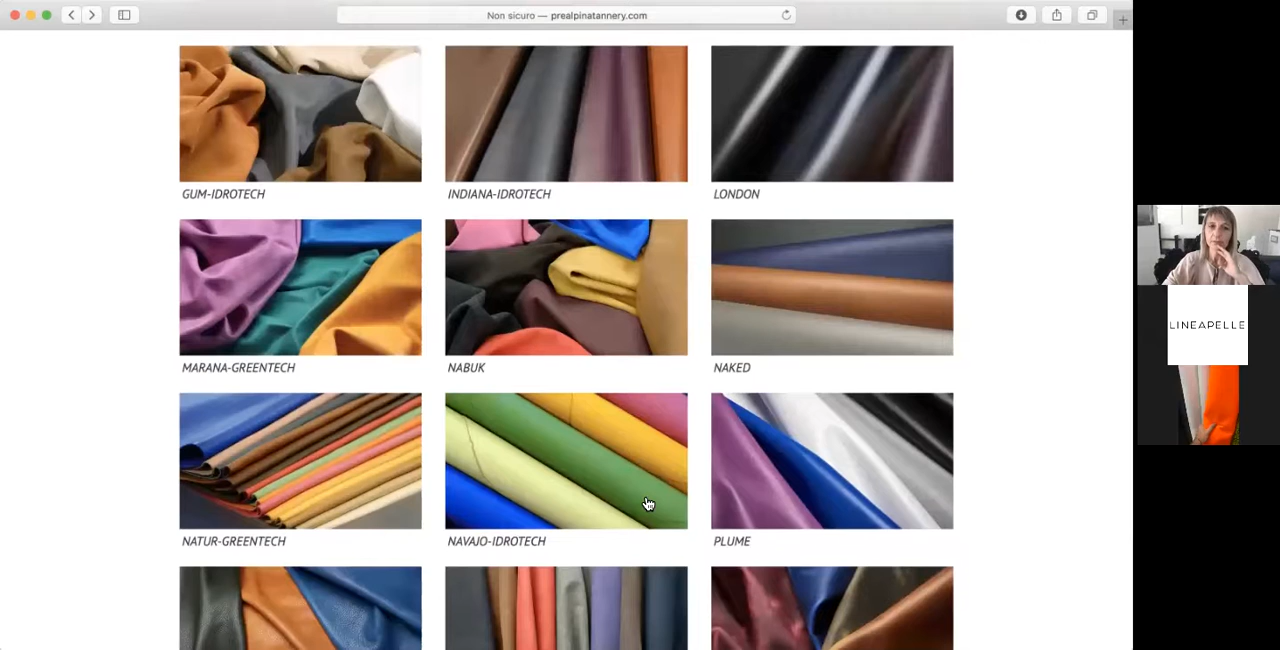 Non sicuro — prealpinatannery.com
GUM-IDROTECH
INDIANA-IDROTECH
LONDON
MARANA-GREENTECH
NABUK
NAKED
LINEAPELLE
NATUR-GREENTECH
NAVAJO-IDROTECH
PLUME